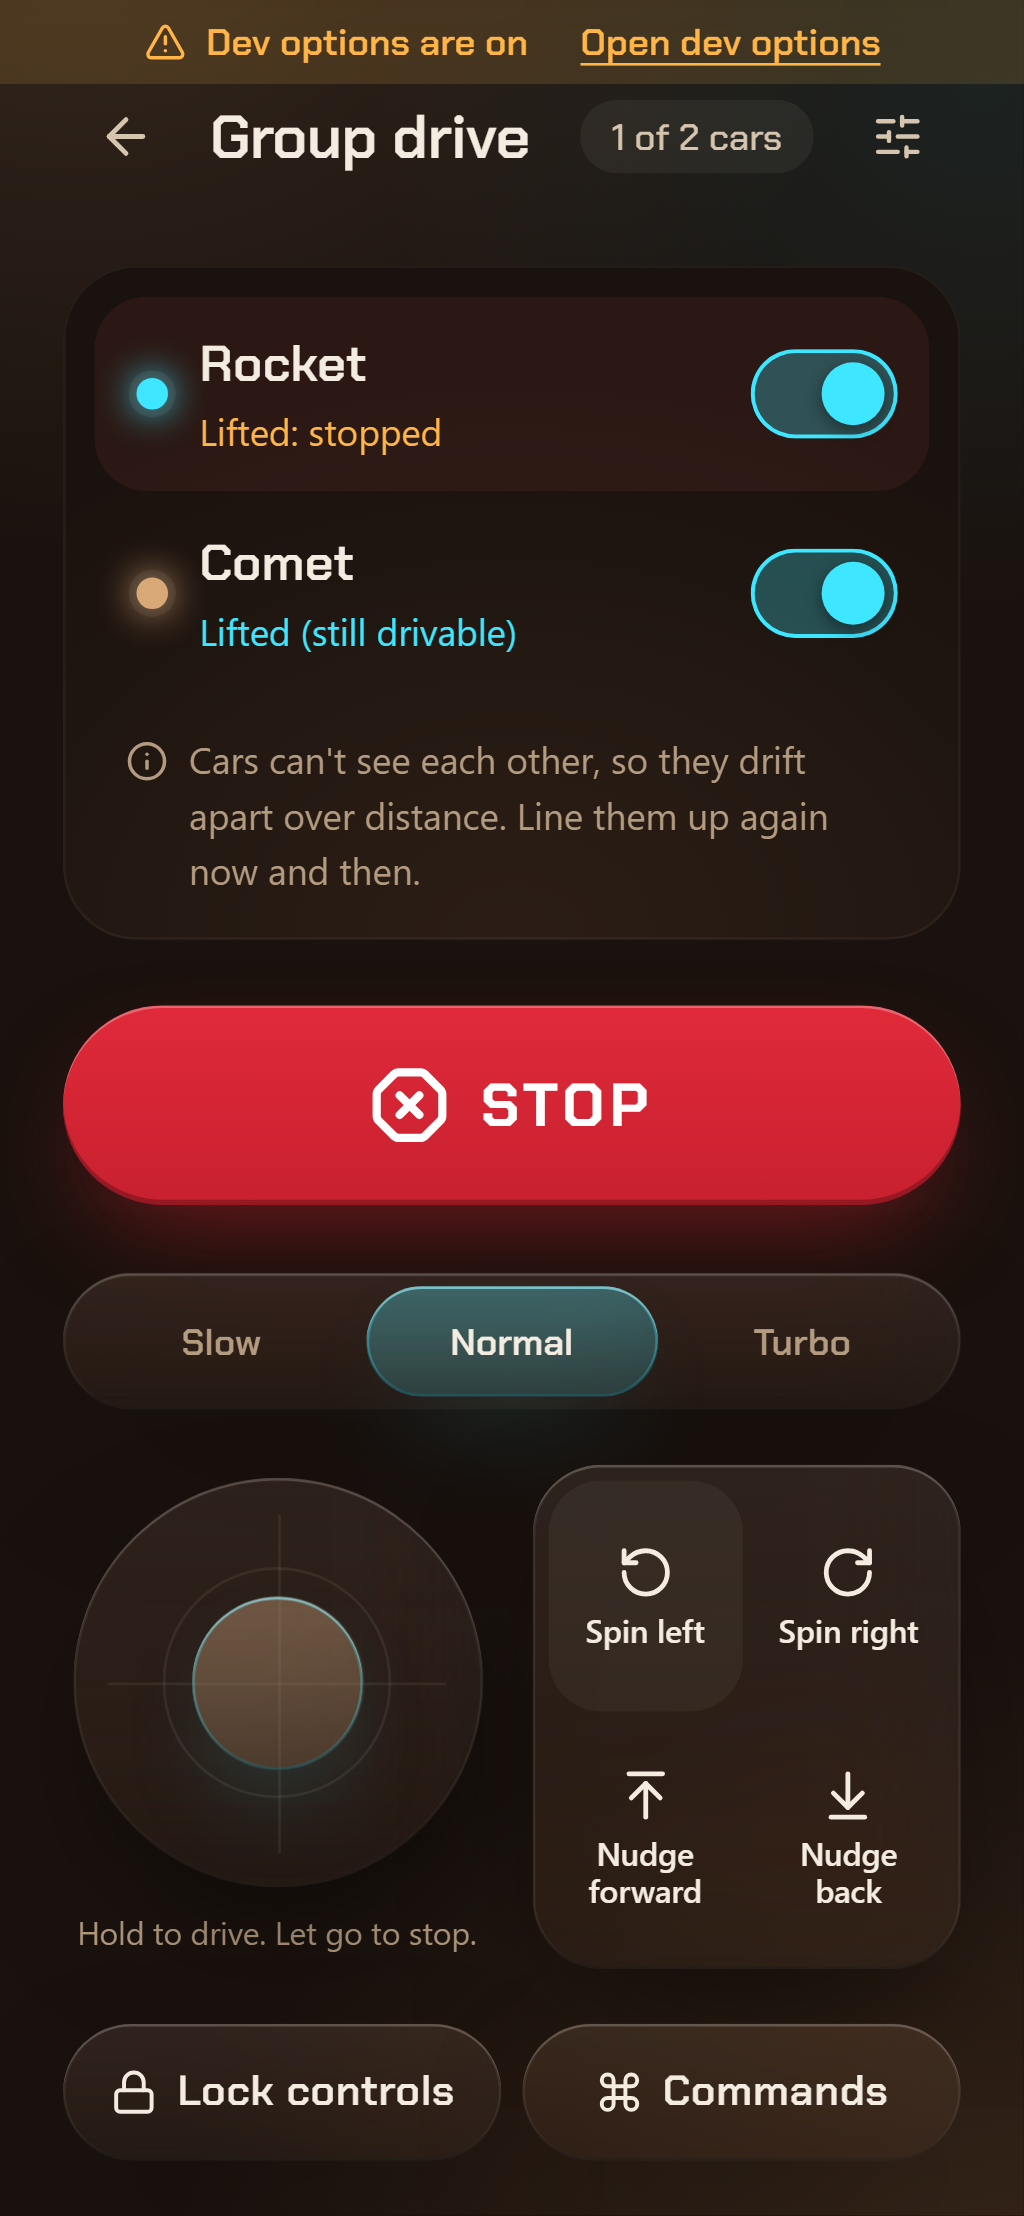 Dev options are on Open dev options
Group drive 1 of 2 cars
Rocket
Lifted: stopped
Comet
Lifted (still drivable)
Cars can't see each other, so they drift
apart over distance. Line them up again
now and then.
STOP
Slow Normal Turbo
Spin left Spin right
Nudge forward
Nudge back
Hold to drive. Let go to stop.
Lock controls Commands